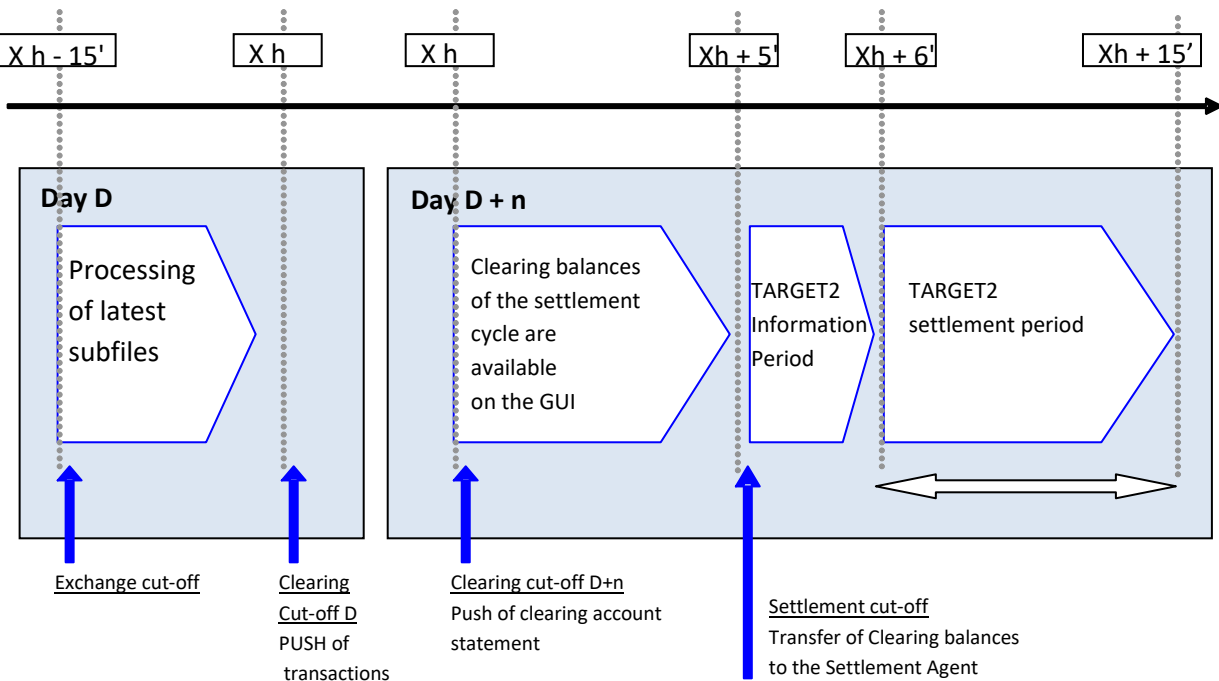 X h - 15'
X h
X h
Xh + 5'
Xh + 6'
Xh + 15’
Day D
Processing
of latest
subfiles
Day D + n
Clearing balances
of the settlement
cycle are
available
on the GUI
TARGET2
Information
Period
TARGET2
settlement period
Exchange cut-off
Clearing
Cut-off D
PUSH of
transactions
Clearing cut-off D+n
Push of clearing account
statement
Settlement cut-off
Transfer of Clearing balances
to the Settlement Agent